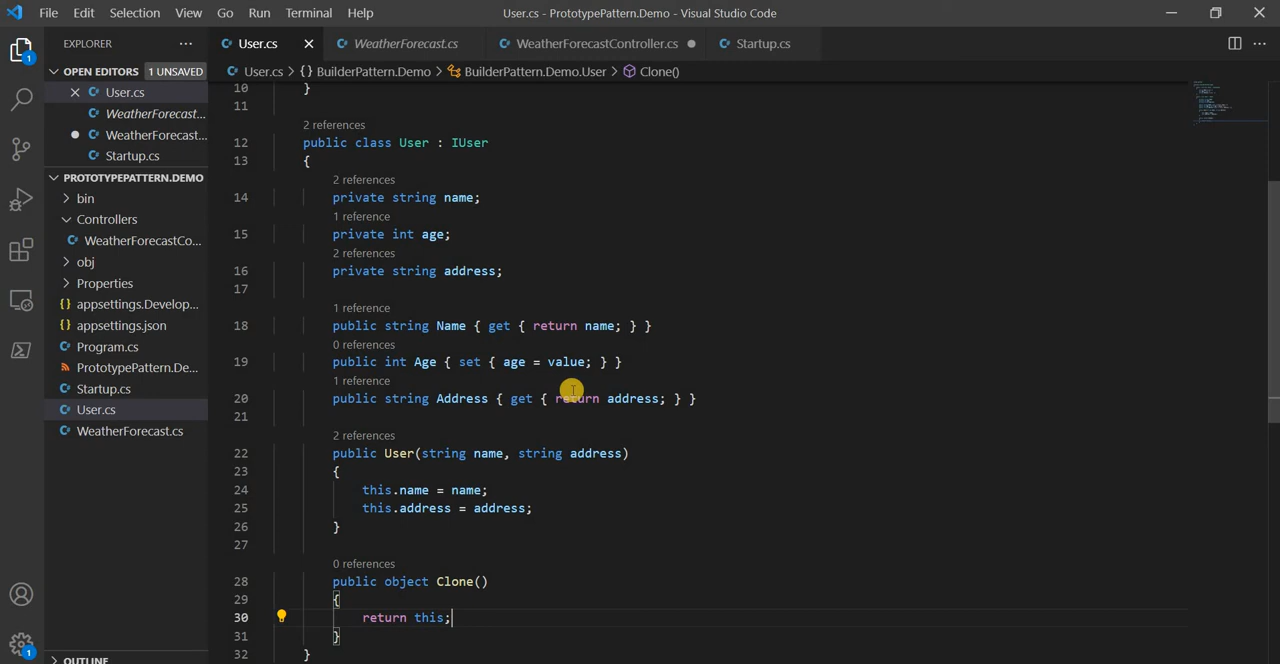 File Edit Selection View Go Run Terminal Help
User.cs - PrototypePattern.Demo - Visual Studio Code
EXPLORER
User.cs
WeatherForecast.cs
WeatherForecastController.cs
Startup.cs
OPEN EDITORS 1 UNSAVED
User.cs
WeatherForecast...
WeatherForecast...
Startup.cs
PROTOTYPEPATTERN.DEMO
bin
Controllers
WeatherForecastCo...
obj
Properties
{} appsettings.Develop...
{} appsettings.json
Program.cs
PrototypePattern.De...
Startup.cs
User.cs
WeatherForecast.cs
OUTLINE
1
1
User.cs > {} BuilderPattern.Demo > BuilderPattern.Demo.User > Clone()
10 }
11
2 references
12 public class User : IUser
13 {
2 references
14 private string name;
1 reference
15 private int age;
2 references
16 private string address;
17
1 reference
18 public string Name { get { return name; } }
0 references
19 public int Age { set { age = value; } }
1 reference
20 public string Address { get { return address; } }
21
2 references
22 public User(string name, string address)
23 {
24 this.name = name;
25 this.address = address;
26 }
27
0 references
28 public object Clone()
29 {
30 return this;
31 }
32 }